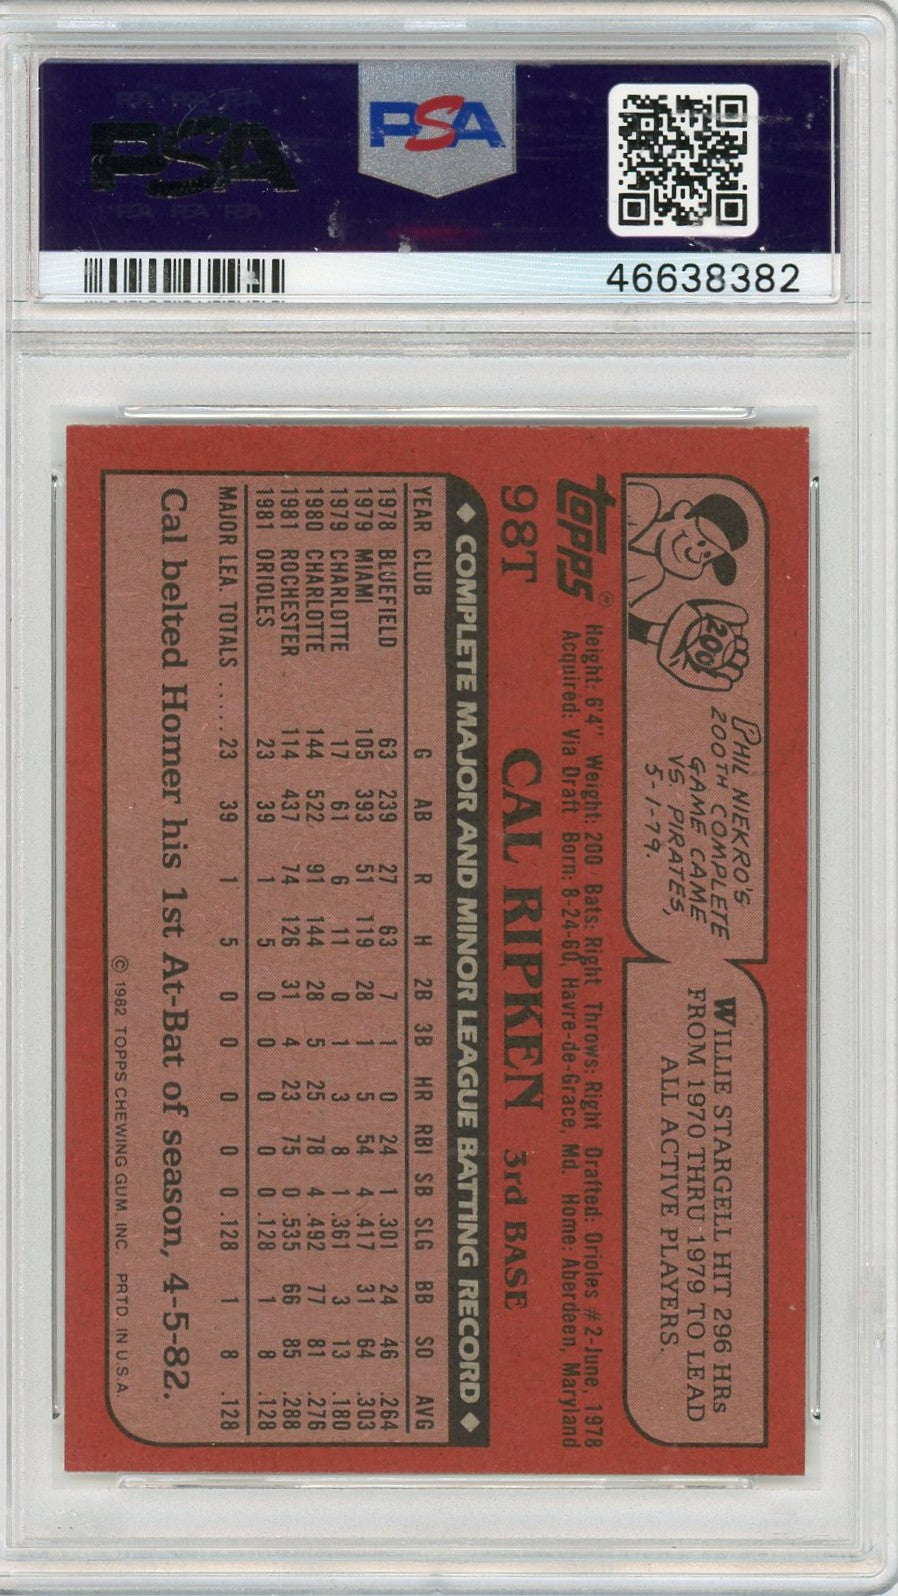 PSA PSA PSA
PSA
PSA PSA PSA
PSA
46638382
200
PHIL NIEKRO'S
200TH COMPLETE
GAME CAME
VS. PIRATES,
5-1-79.
WILLIE STARGELL HIT 296 HRS
FROM 1970 THRU 1979 TO LEAD
ALL ACTIVE PLAYERS.
topps®
Height: 6'4" Weight: 200 Bats: Right Throws: Right Drafted: Orioles #2-June, 1978
Acquired: Via Draft Born: 8-24-60, Havre-de-Grace, Md. Home: Aberdeen, Maryland
98T CAL RIPKEN 3rd BASE
◆ COMPLETE MAJOR AND MINOR LEAGUE BATTING RECORD ◆
YEAR CLUB G AB R H 2B 3B HR RBI SB SLG BB SO AVG
1978 BLUEFIELD 63 239 27 63 7 1 0 24 1 .301 24 46 .264
1979 MIAMI 105 393 51 119 28 1 5 54 4 .417 31 64 .303
1979 CHARLOTTE 17 61 6 11 0 1 3 8 1 .361 3 13 .180
1980 CHARLOTTE 144 522 91 144 28 5 25 78 4 .492 77 81 .276
1981 ROCHESTER 114 437 74 126 31 4 23 75 0 .535 66 85 .288
1981 ORIOLES 23 39 1 5 0 0 0 0 0 .128 1 8 .128
MAJOR LEA. TOTALS ..... 23 39 1 5 0 0 0 0 0 .128 1 8 .128
Cal belted Homer his 1st At-Bat of season, 4-5-82.
© 1982 TOPPS CHEWING GUM, INC. PRTD. IN U.S.A.